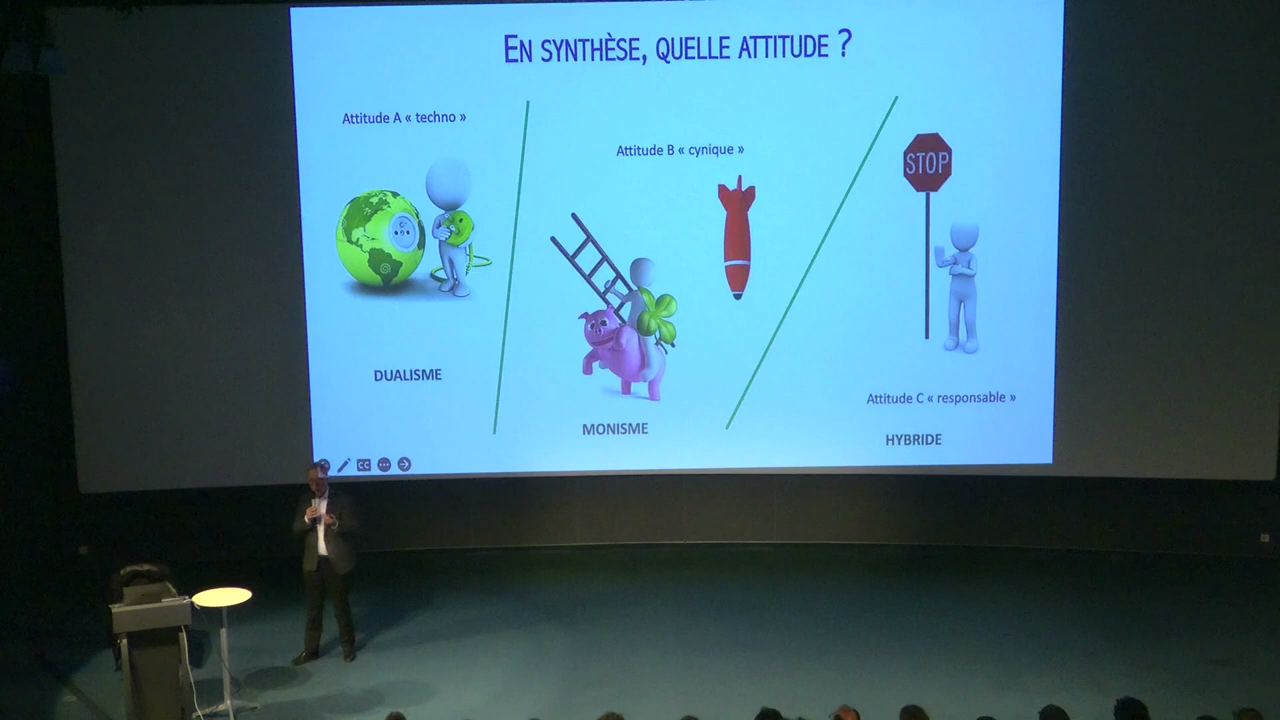 EN SYNTHÈSE, QUELLE ATTITUDE ?
Attitude A « techno »
DUALISME
Attitude B « cynique »
MONISME
STOP
Attitude C « responsable »
HYBRIDE
CC